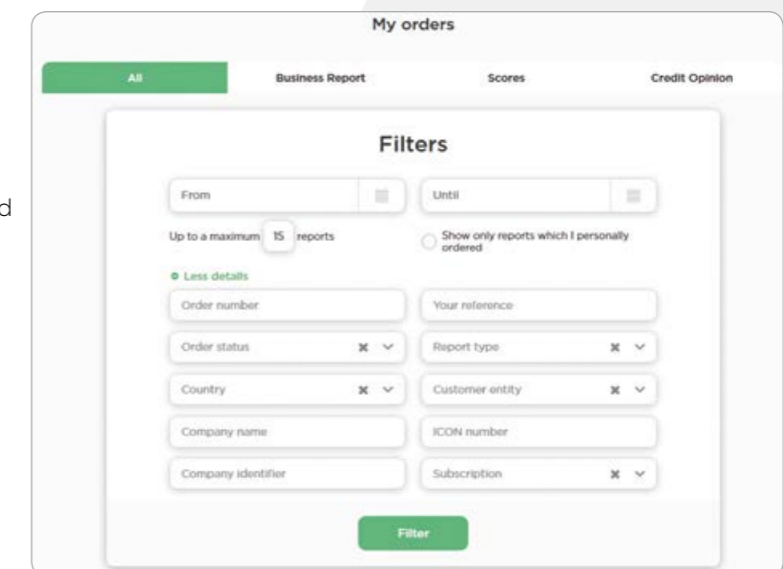 My orders
All Business Report Scores Credit Opinion
Filters
d
From Until
Up to a maximum 15 reports Show only reports which I personally
ordered
Less details
Order number Your reference
Order status Report type
Country Customer entity
Company name ICON number
Company identifier Subscription
Filter